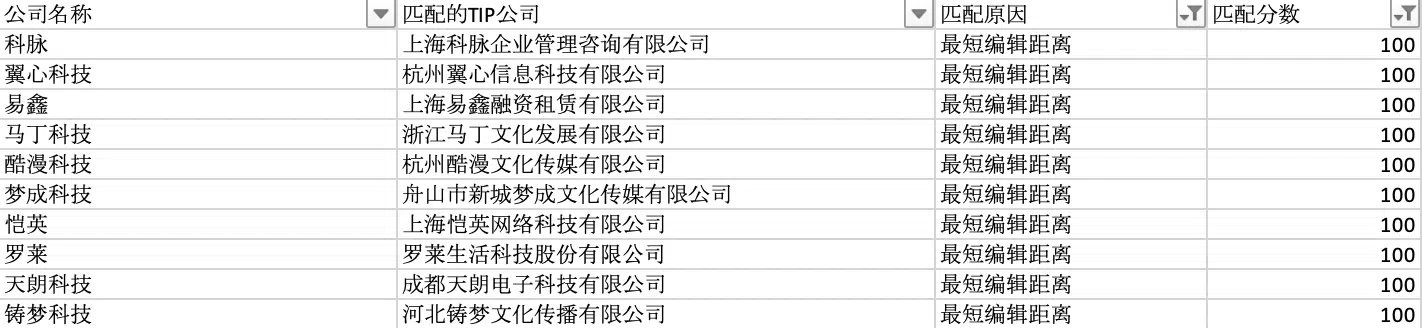 公司名称 匹配的TIP公司 匹配原因 匹配分数
科脉 上海科脉企业管理咨询有限公司 最短编辑距离 100
翼心科技 杭州翼心信息科技有限公司 最短编辑距离 100
易鑫 上海易鑫融资租赁有限公司 最短编辑距离 100
马丁科技 浙江马丁文化发展有限公司 最短编辑距离 100
酷漫科技 杭州酷漫文化传媒有限公司 最短编辑距离 100
梦成科技 舟山市新城梦成文化传媒有限公司 最短编辑距离 100
恺英 上海恺英网络科技有限公司 最短编辑距离 100
罗莱 罗莱生活科技股份有限公司 最短编辑距离 100
天朗科技 成都天朗电子科技有限公司 最短编辑距离 100
铸梦科技 河北铸梦文化传播有限公司 最短编辑距离 100